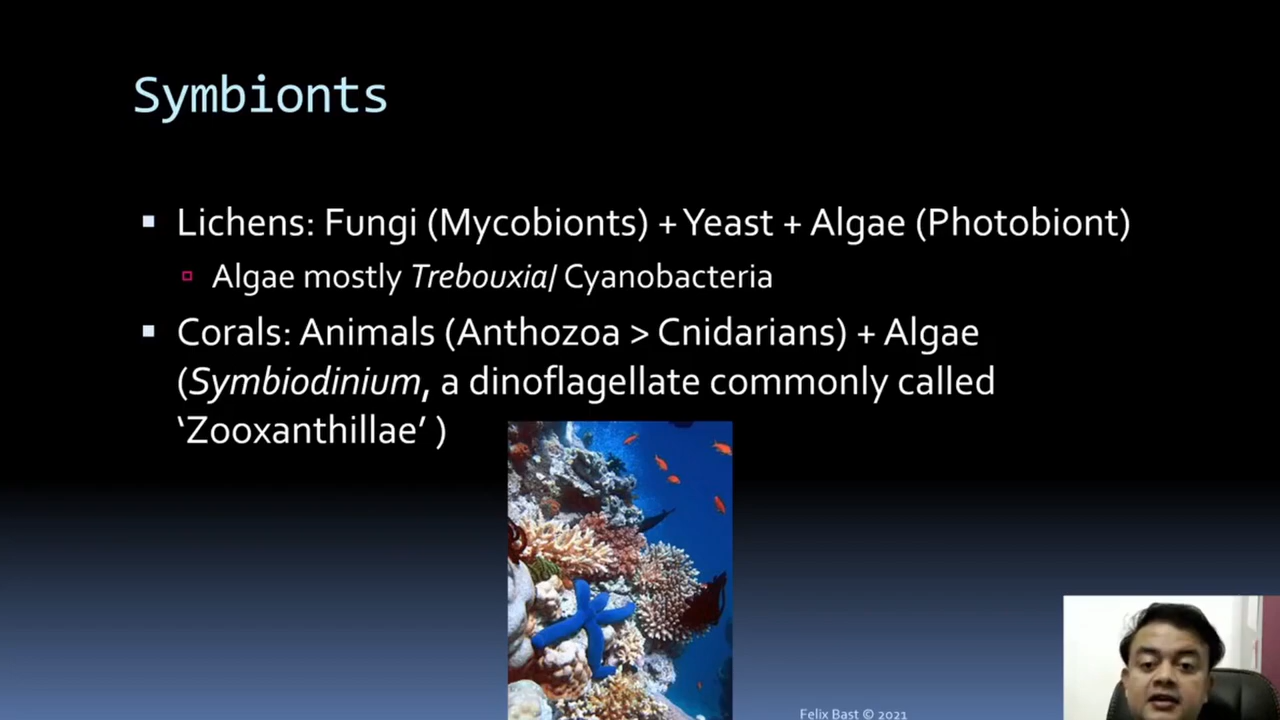 Symbionts
Lichens: Fungi (Mycobionts) + Yeast + Algae (Photobiont)
Algae mostly Trebouxia/ Cyanobacteria
Corals: Animals (Anthozoa > Cnidarians) + Algae
(Symbiodinium, a dinoflagellate commonly called
‘Zooxanthillae’ )
Felix Bast © 2021